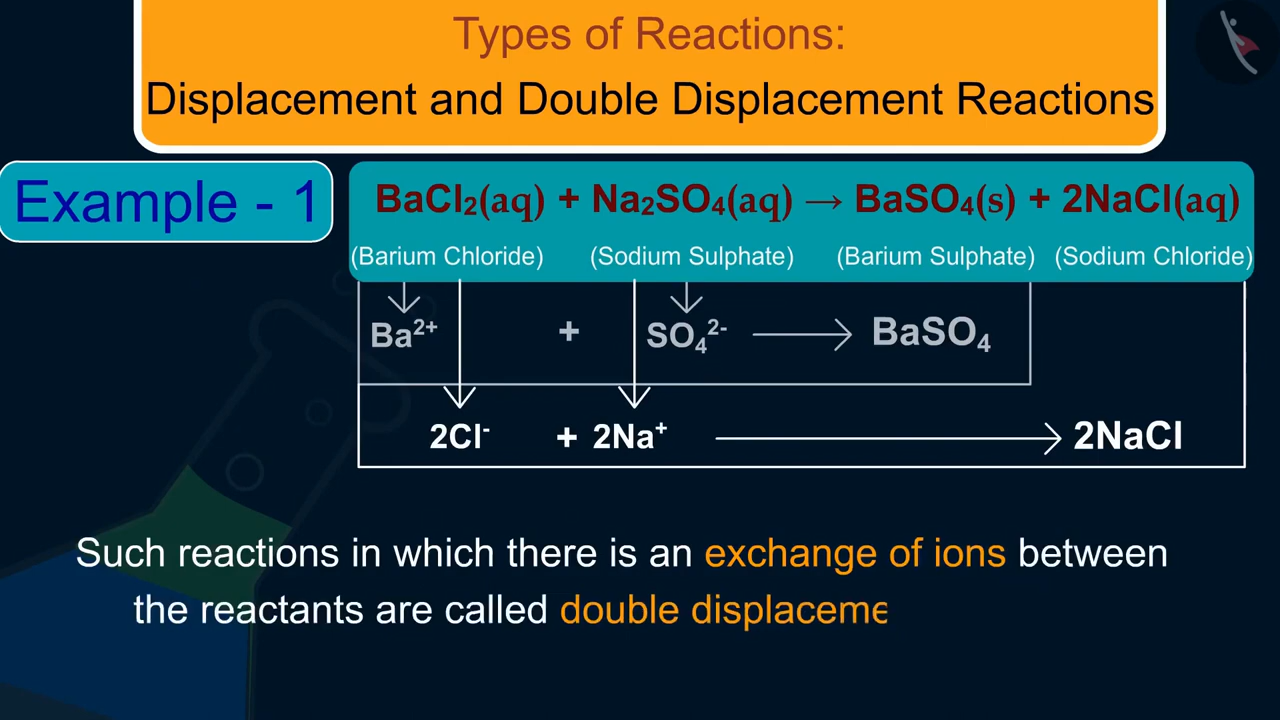 Types of Reactions:
Displacement and Double Displacement Reactions
Example - 1
BaCl₂(aq) + Na₂SO₄(aq) → BaSO₄(s) + 2NaCl(aq)
(Barium Chloride) (Sodium Sulphate) (Barium Sulphate) (Sodium Chloride)
Ba²⁺ + SO₄²⁻ → BaSO₄
2Cl⁻ + 2Na⁺ → 2NaCl
Such reactions in which there is an exchange of ions between
the reactants are called double displaceme